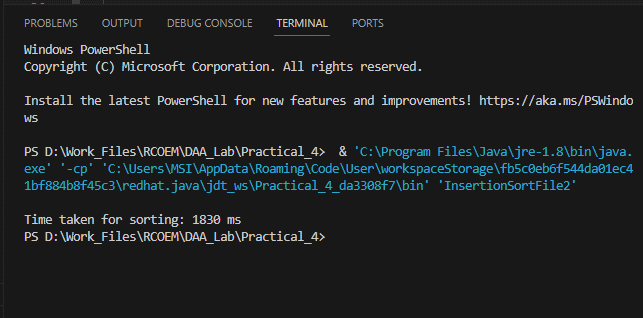 PROBLEMS OUTPUT DEBUG CONSOLE TERMINAL PORTS
Windows PowerShell
Copyright (C) Microsoft Corporation. All rights reserved.
Install the latest PowerShell for new features and improvements! https://aka.ms/PSWindo
ws
PS D:\Work_Files\RCOEM\DAA_Lab\Practical_4>  & 'C:\Program Files\Java\jre-1.8\bin\java.
exe' '-cp' 'C:\Users\MSI\AppData\Roaming\Code\User\workspaceStorage\fb5c0eb6f544da01ec4
1bf884b8f45c3\redhat.java\jdt_ws\Practical_4_da3308f7\bin' 'InsertionSortFile2'
Time taken for sorting: 1830 ms
PS D:\Work_Files\RCOEM\DAA_Lab\Practical_4>